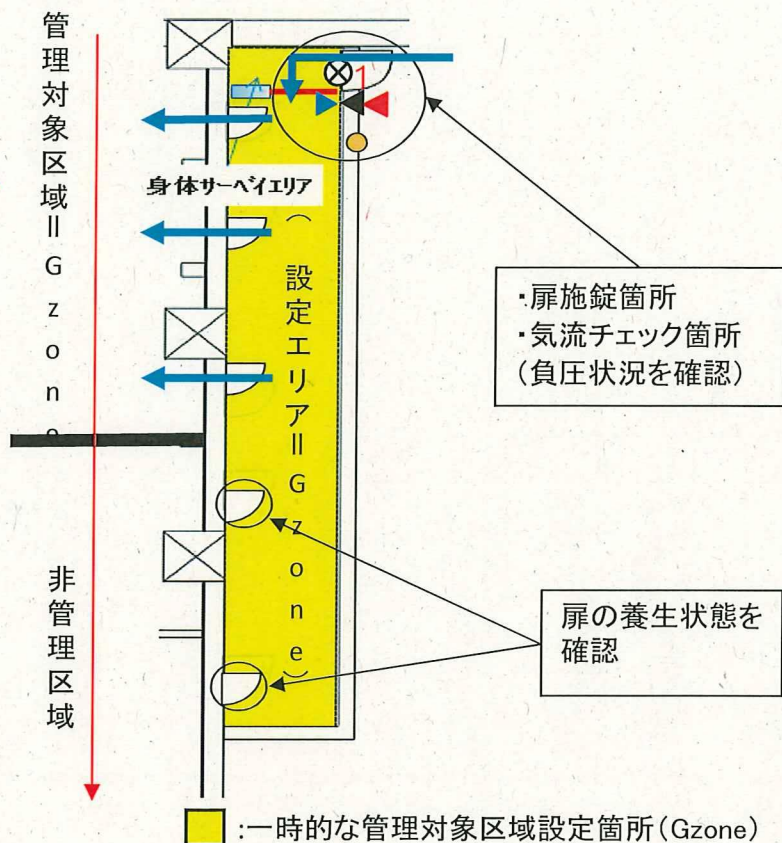 管理対象区域＝Gzone
1
身体サーベイエリア
(設定エリア＝Gzone)
・扉施錠箇所
・気流チェック箇所
(負圧状況を確認)
扉の養生状態を
確認
非管理区域
:一時的な管理対象区域設定箇所(Gzone)